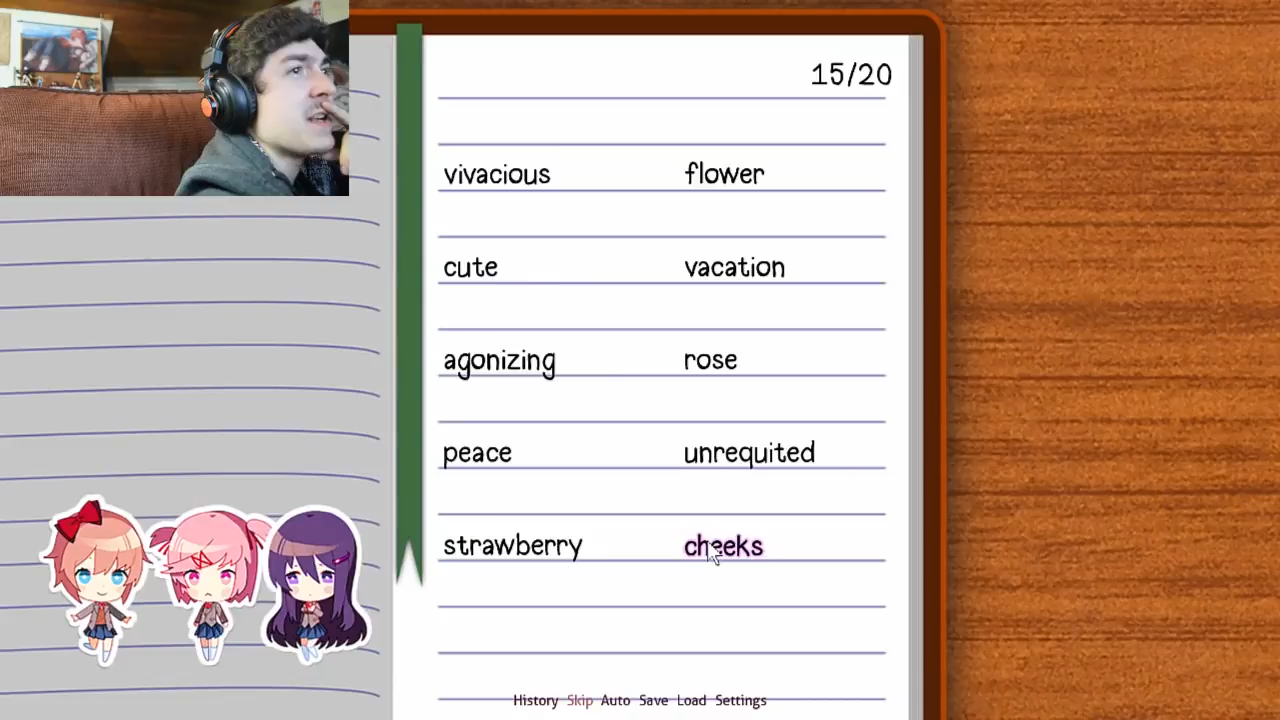 15/20
vivacious flower
cute vacation
agonizing rose
peace unrequited
strawberry cheeks
History Skip Auto Save Load Settings